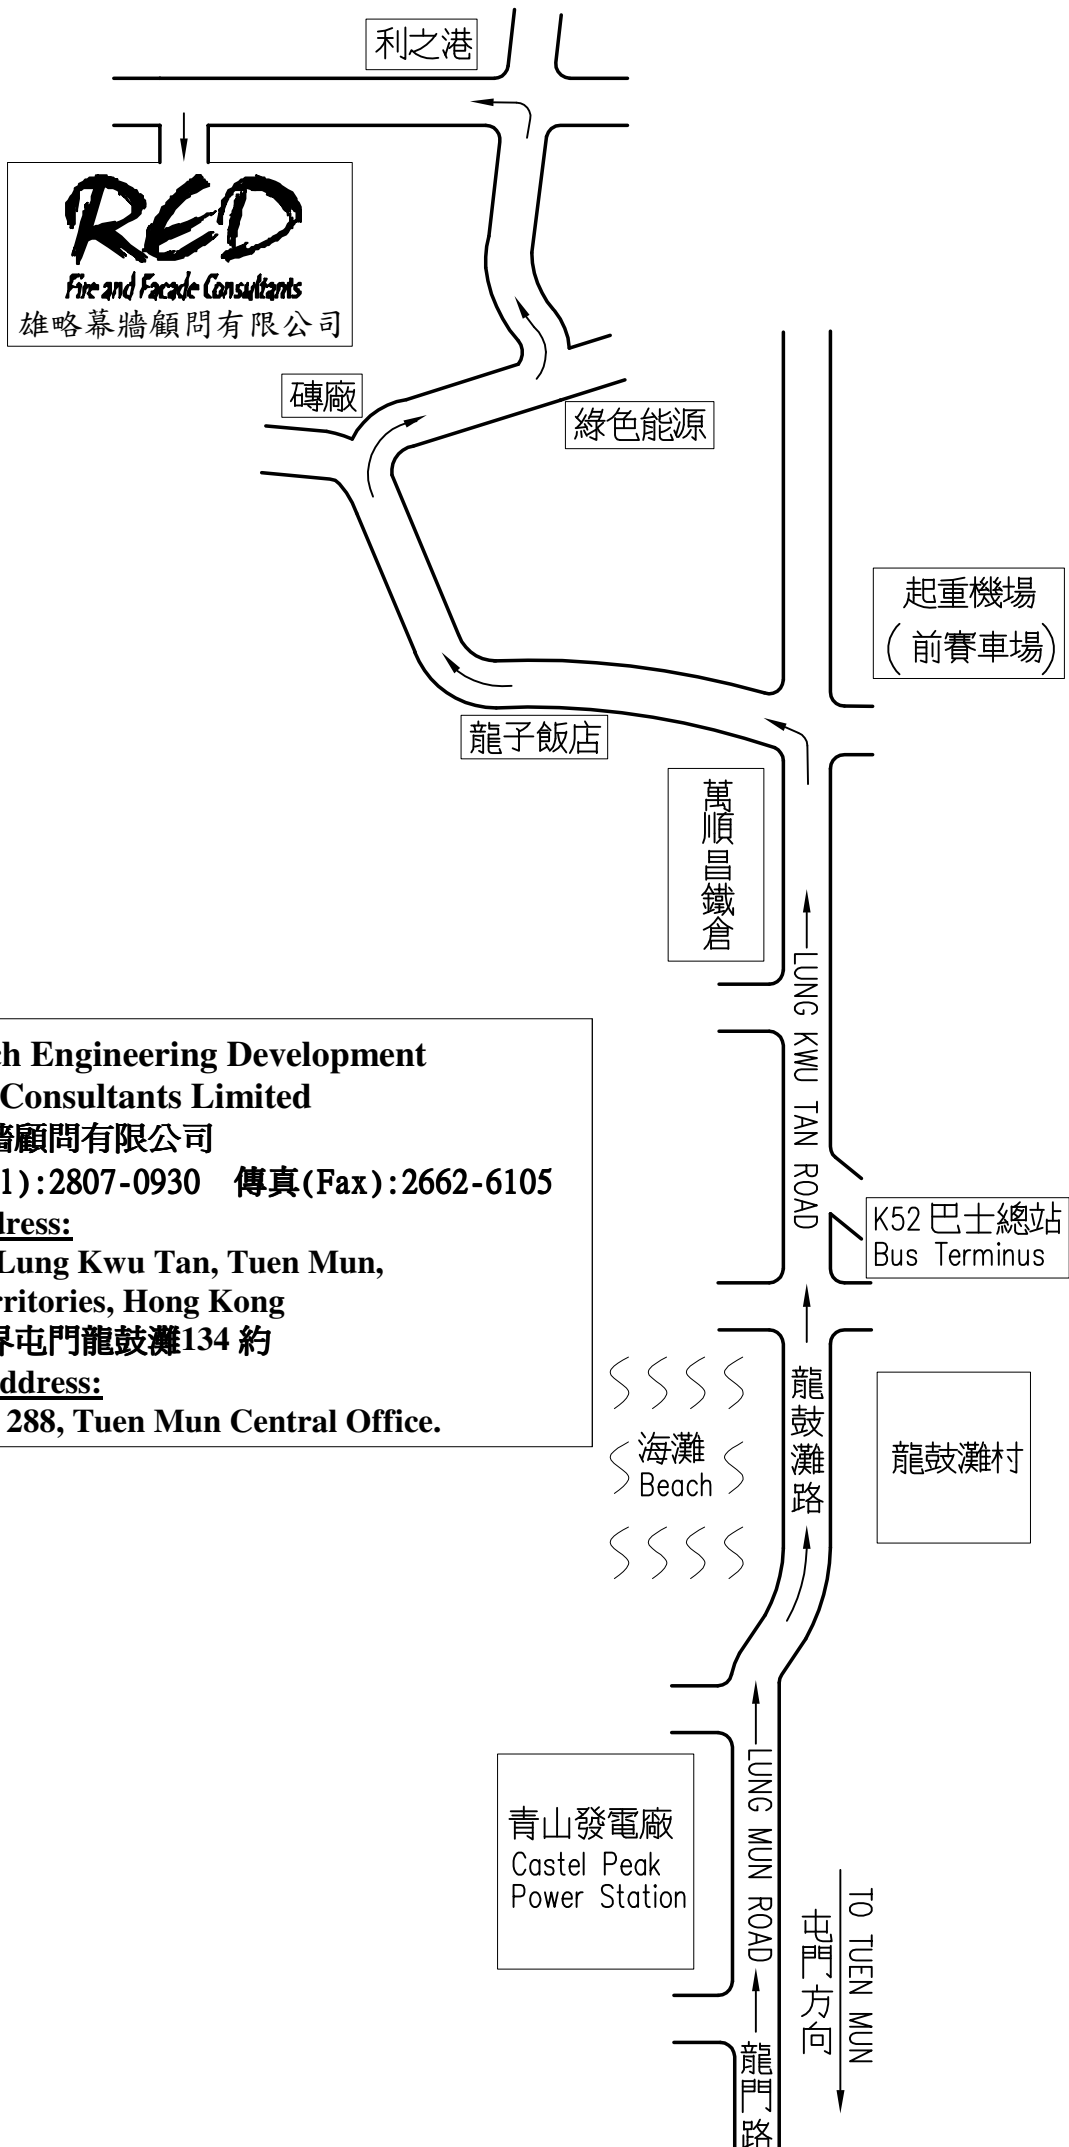 利之港
RED
Fire and Facade Consultants
雄略幕牆顧問有限公司
磚廠
綠色能源
起重機場
(前賽車場)
龍子飯店
萬順昌鐵倉
LUNG KWU TAN ROAD
ch Engineering Development
Consultants Limited
牆顧問有限公司
l):2807-0930 傳真(Fax):2662-6105
dress:
Lung Kwu Tan, Tuen Mun,
rritories, Hong Kong
界屯門龍鼓灘134 約
ddress:
288, Tuen Mun Central Office.
K52 巴士總站
Bus Terminus
龍鼓灘路
海灘
Beach
龍鼓灘村
LUNG MUN ROAD
青山發電廠
Castel Peak
Power Station
TO TUEN MUN
屯門方向
龍門路